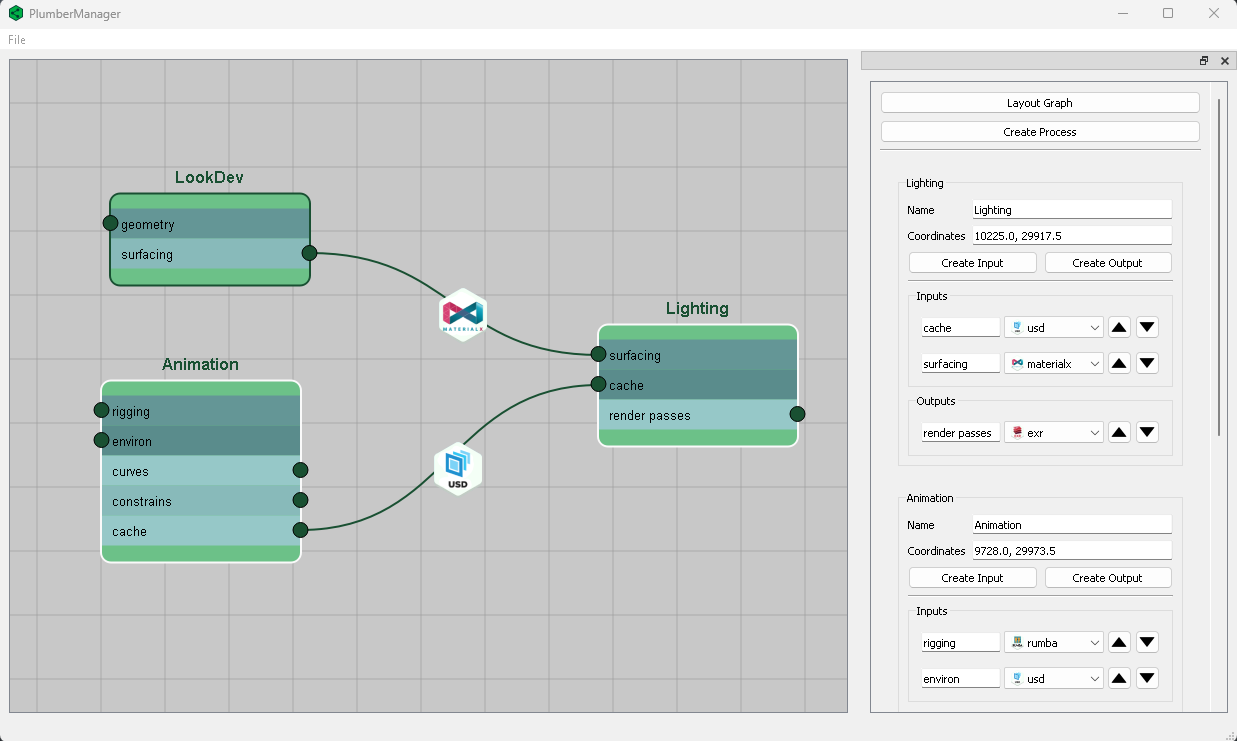 PlumberManager
File
LookDev
geometry
surfacing
MATERIALX
Animation
rigging
environ
curves
constrains
cache
USD
Lighting
surfacing
cache
render passes
Layout Graph
Create Process
Lighting
Name Lighting
Coordinates 10225.0, 29917.5
Create Input Create Output
Inputs
cache usd
surfacing materialx
Outputs
render passes exr
Animation
Name Animation
Coordinates 9728.0, 29973.5
Create Input Create Output
Inputs
rigging rumba
environ usd